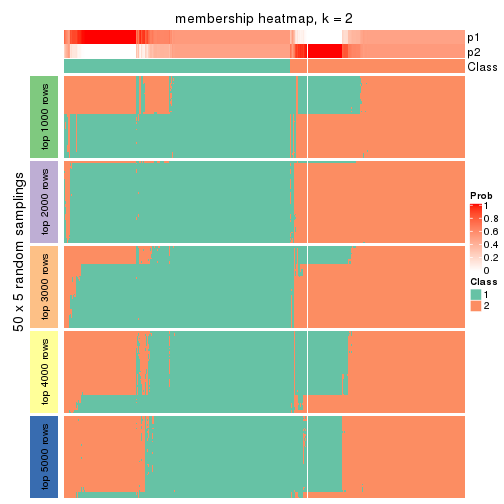 membership heatmap, k = 2
p1
p2
Class
50 x 5 random samplings
top 1000 rows
top 2000 rows
top 3000 rows
top 4000 rows
top 5000 rows
Prob
1
0.8
0.6
0.4
0.2
0
Class
1
2